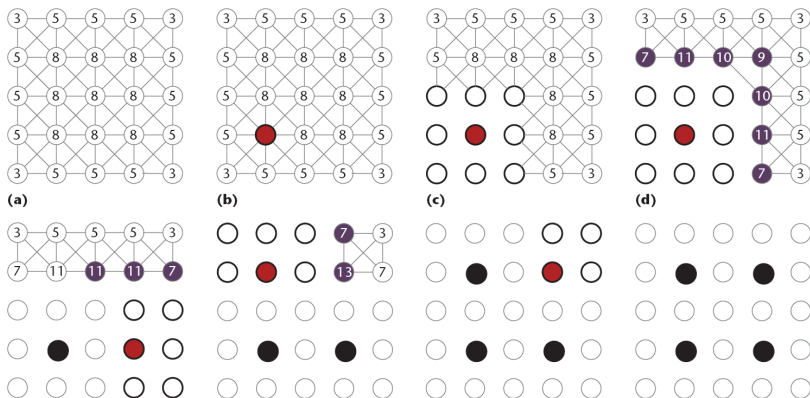 3 5 5 5 3 3 5 5 5 3 3 5 5 5 3 3 5 5 5 3
5 8 8 8 5 5 8 8 8 5 5 8 8 8 5 7 11 10 9 5
5 8 8 8 5 5 8 8 8 5 8 5 10 5
5 8 8 8 5 5 8 8 5 8 5 11 5
3 5 5 5 3 3 5 5 5 3 5 3 7 3
(a) (b) (c) (d)
3 5 5 5 3 7 3
7 11 11 11 7 13 7